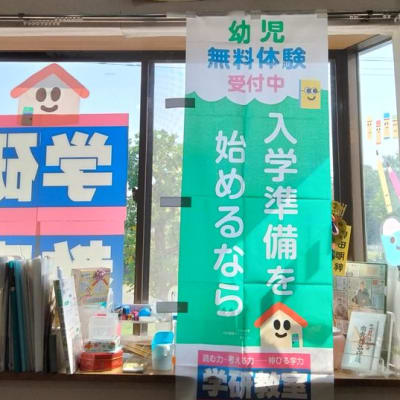 幼児
無料体験
受付中
入学準備を
始めるなら
読む力・考える力 伸びる学力
学研教室
学研
教